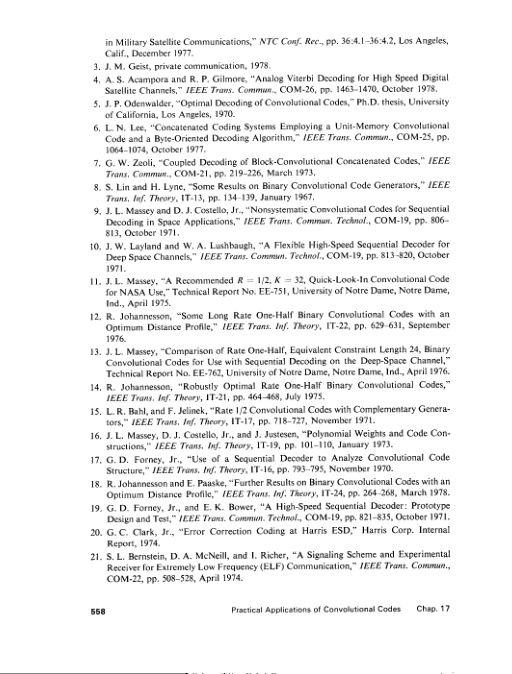 in Military Satellite Communications," NTC Conf. Rec., pp. 36:4.1–36:4.2, Los Angeles,
Calif., December 1977.
3. J. M. Geist, private communication, 1978.
4. A. S. Acampora and R. P. Gilmore, "Analog Viterbi Decoding for High Speed Digital
Satellite Channels," IEEE Trans. Commun., COM-26, pp. 1463–1470, October 1978.
5. J. P. Odenwalder, "Optimal Decoding of Convolutional Codes," Ph.D. thesis, University
of California, Los Angeles, 1970.
6. L. N. Lee, "Concatenated Coding Systems Employing a Unit-Memory Convolutional
Code and a Byte-Oriented Decoding Algorithm," IEEE Trans. Commun., COM-25, pp.
1064–1074, October 1977.
7. G. W. Zeoli, "Coupled Decoding of Block-Convolutional Concatenated Codes," IEEE
Trans. Commun., COM-21, pp. 219–226, March 1973.
8. S. Lin and H. Lyne, "Some Results on Binary Convolutional Code Generators," IEEE
Trans. Inf. Theory, IT-13, pp. 134–139, January 1967.
9. J. L. Massey and D. J. Costello, Jr., "Nonsystematic Convolutional Codes for Sequential
Decoding in Space Applications," IEEE Trans. Commun. Technol., COM-19, pp. 806–
813, October 1971.
10. J. W. Layland and W. A. Lushbaugh, "A Flexible High-Speed Sequential Decoder for
Deep Space Channels," IEEE Trans. Commun. Technol., COM-19, pp. 813–820, October
1971.
11. J. L. Massey, "A Recommended R = 1/2, K = 32, Quick-Look-In Convolutional Code
for NASA Use," Technical Report No. EE-751, University of Notre Dame, Notre Dame,
Ind., April 1975.
12. R. Johannesson, "Some Long Rate One-Half Binary Convolutional Codes with an
Optimum Distance Profile," IEEE Trans. Inf. Theory, IT-22, pp. 629–631, September
1976.
13. J. L. Massey, "Comparison of Rate One-Half, Equivalent Constraint Length 24, Binary
Convolutional Codes for Use with Sequential Decoding on the Deep-Space Channel,"
Technical Report No. EE-762, University of Notre Dame, Notre Dame, Ind., April 1976.
14. R. Johannesson, "Robustly Optimal Rate One-Half Binary Convolutional Codes,"
IEEE Trans. Inf. Theory, IT-21, pp. 464–468, July 1975.
15. L. R. Bahl, and F. Jelinek, "Rate 1/2 Convolutional Codes with Complementary Genera-
tors," IEEE Trans. Inf. Theory, IT-17, pp. 718–727, November 1971.
16. J. L. Massey, D. J. Costello, Jr., and J. Justesen, "Polynomial Weights and Code Con-
structions," IEEE Trans. Inf. Theory, IT-19, pp. 101–110, January 1973.
17. G. D. Forney, Jr., "Use of a Sequential Decoder to Analyze Convolutional Code
Structure," IEEE Trans. Inf. Theory, IT-16, pp. 793–795, November 1970.
18. R. Johannesson and E. Paaske, "Further Results on Binary Convolutional Codes with an
Optimum Distance Profile," IEEE Trans. Inf. Theory, IT-24, pp. 264–268, March 1978.
19. G. D. Forney, Jr., and E. K. Bower, "A High-Speed Sequential Decoder: Prototype
Design and Test," IEEE Trans. Commun. Technol., COM-19, pp. 821–835, October 1971.
20. G. C. Clark, Jr., "Error Correction Coding at Harris ESD," Harris Corp. Internal
Report, 1974.
21. S. L. Bernstein, D. A. McNeill, and I. Richer, "A Signaling Scheme and Experimental
Receiver for Extremely Low Frequency (ELF) Communication," IEEE Trans. Commun.,
COM-22, pp. 508–528, April 1974.
558 Practical Applications of Convolutional Codes Chap. 17